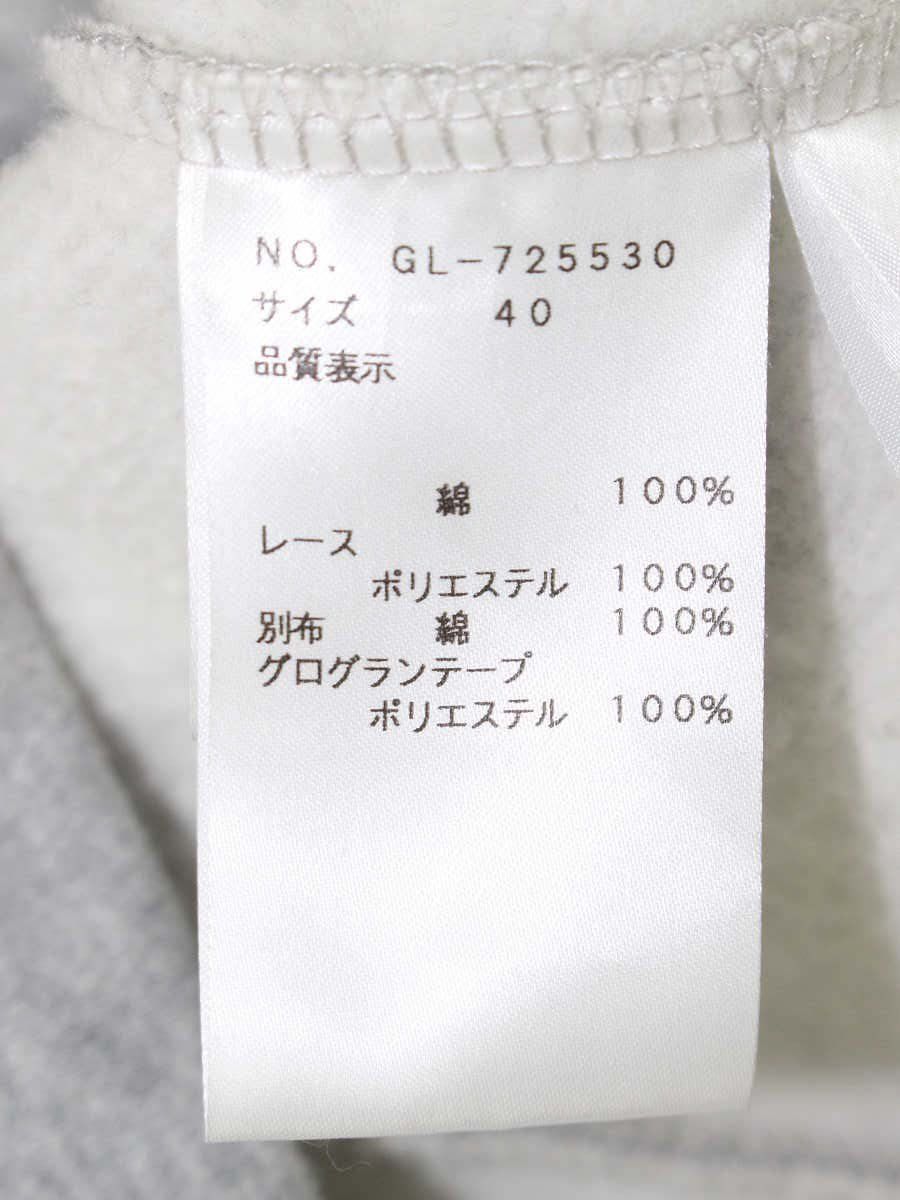 NO. GL-725530
サイズ 40
品質表示
綿 100%
レース
ポリエステル 100%
別布 綿 100%
グログランテープ
ポリエステル 100%